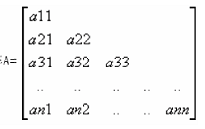 A=
a11
a21 a22
a31 a32 a33
.. .. .. .. ..
an1 an2 .. .. ann